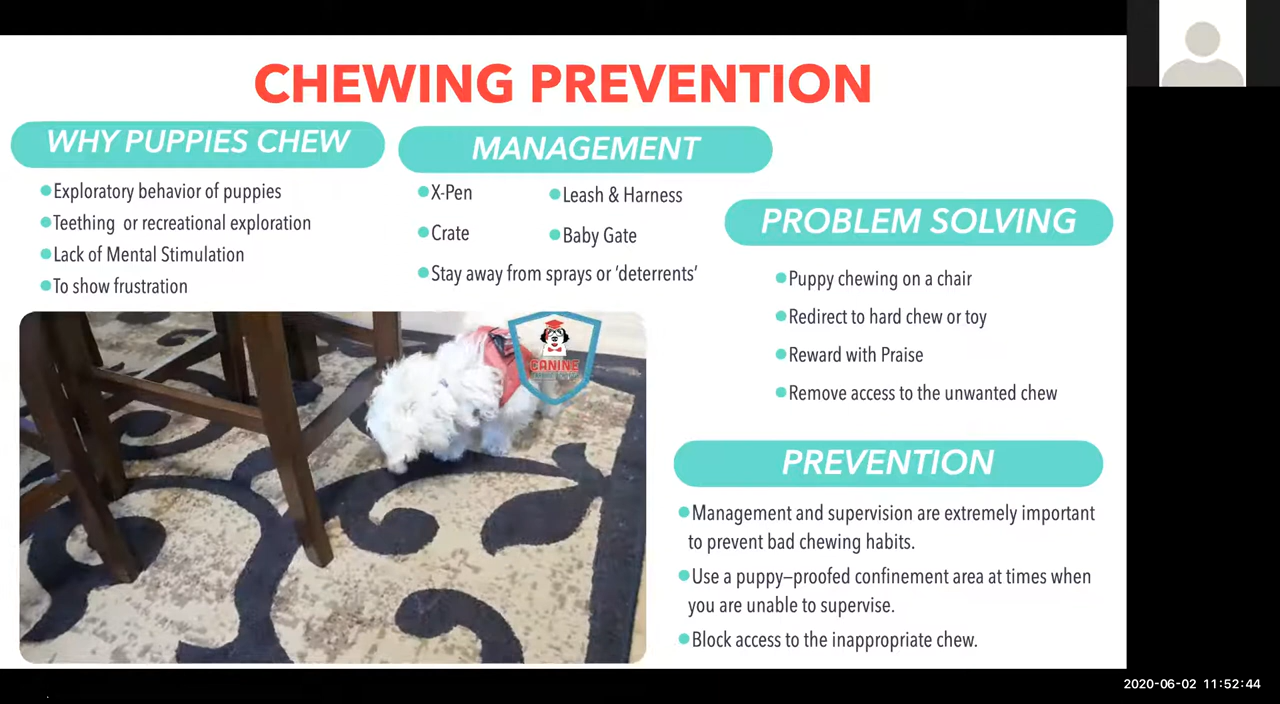 CHEWING PREVENTION
WHY PUPPIES CHEW
Exploratory behavior of puppies
Teething or recreational exploration
Lack of Mental Stimulation
To show frustration
MANAGEMENT
X-Pen
Leash & Harness
Crate
Baby Gate
Stay away from sprays or ‘deterrents’
PROBLEM SOLVING
Puppy chewing on a chair
Redirect to hard chew or toy
Reward with Praise
Remove access to the unwanted chew
CANINE
PREVENTION
Management and supervision are extremely important
to prevent bad chewing habits.
Use a puppy–proofed confinement area at times when
you are unable to supervise.
Block access to the inappropriate chew.
2020-06-02 11:52:44